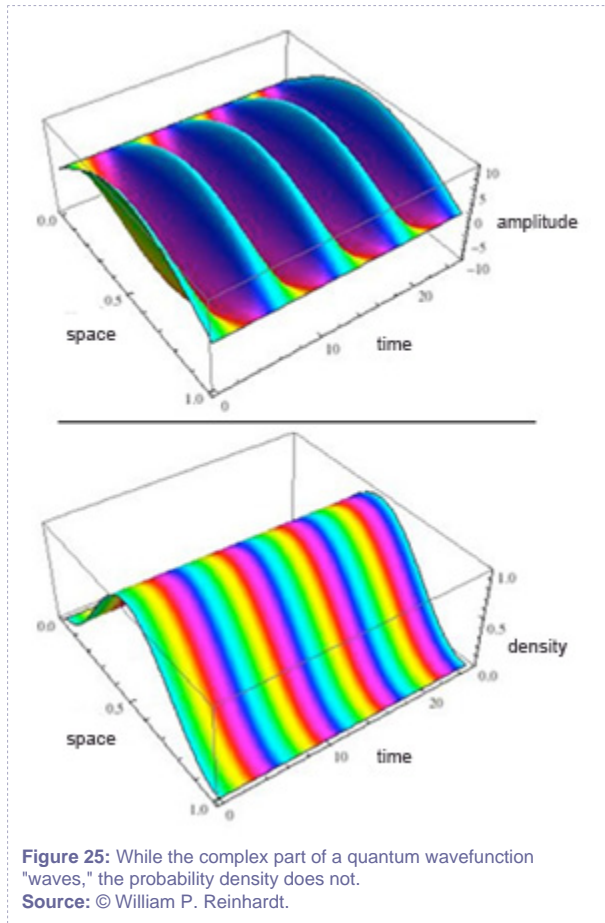 10
5
0
-5
-10
amplitude
0.0
0.5
1.0
space
0
10
20
time
1.0
0.5
0.0
density
0.0
0.5
1.0
space
0
10
20
time
Figure 25: While the complex part of a quantum wavefunction
"waves," the probability density does not.
Source: © William P. Reinhardt.